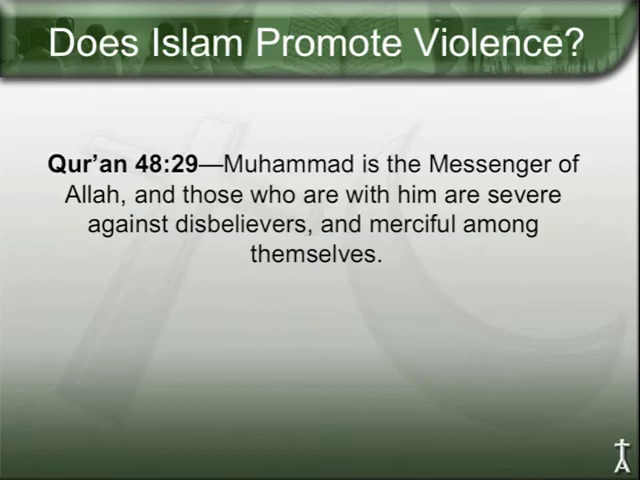 Does Islam Promote Violence?
Qur’an 48:29—Muhammad is the Messenger of
Allah, and those who are with him are severe
against disbelievers, and merciful among
themselves.